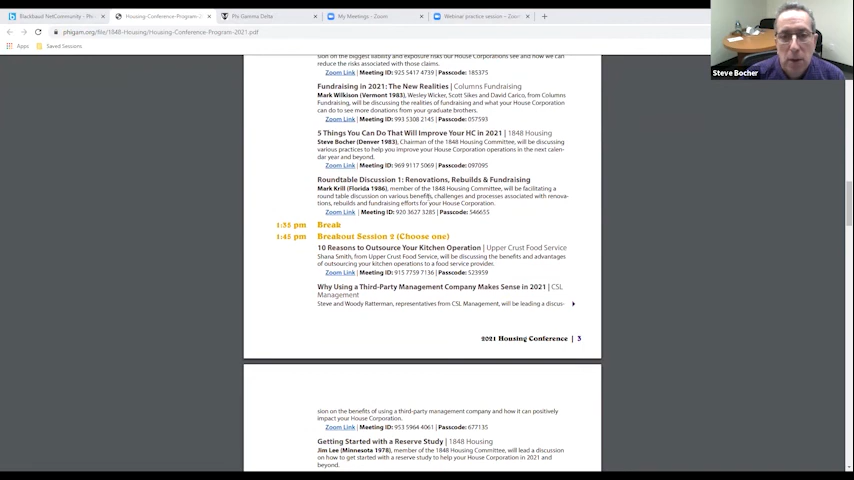 Blackbaud NetCommunity - Phi
Housing-Conference-Program-2
Phi Gamma Delta
My Meetings - Zoom
Webinar practice session - Zoo
phigam.org/file/1848-Housing/Housing-Conference-Program-2021.pdf
Apps
Saved Sessions
sion on the biggest liability and exposure risks our House Corporations see and how we can
reduce the risks associated with those claims.
Zoom Link | Meeting ID: 925 5417 4739 | Passcode: 185375
Fundraising in 2021: The New Realities | Columns Fundraising
Mark Wilkison (Vermont 1983), Wesley Wicker, Scott Sikes and David Carico, from Columns
Fundraising, will be discussing the realities of fundraising and what your House Corporation
can do to see more donations from your graduate brothers.
Zoom Link | Meeting ID: 993 5308 2145 | Passcode: 057593
5 Things You Can Do That Will Improve Your HC in 2021 | 1848 Housing
Steve Bocher (Denver 1983), Chairman of the 1848 Housing Committee, will be discussing
various practices to help you improve your House Corporation operations in the next calen-
dar year and beyond.
Zoom Link | Meeting ID: 969 9117 5069 | Passcode: 097095
Roundtable Discussion 1: Renovations, Rebuilds & Fundraising
Mark Krill (Florida 1986), member of the 1848 Housing Committee, will be facilitating a
round table discussion on various benefits, challenges and processes associated with renova-
tions, rebuilds and fundraising efforts for your House Corporation.
Zoom Link | Meeting ID: 920 3627 3285 | Passcode: 546655
1:35 pm Break
1:45 pm Breakout Session 2 (Choose one)
10 Reasons to Outsource Your Kitchen Operation | Upper Crust Food Service
Shana Smith, from Upper Crust Food Service, will be discussing the benefits and advantages
of outsourcing your kitchen operations to a food service provider.
Zoom Link | Meeting ID: 915 7759 7136 | Passcode: 523959
Why Using a Third-Party Management Company Makes Sense in 2021 | CSL
Management
Steve and Woody Ratterman, representatives from CSL Management, will be leading a discus-
2021 Housing Conference | 3
sion on the benefits of using a third-party management company and how it can positively
impact your House Corporation.
Zoom Link | Meeting ID: 953 5964 4061 | Passcode: 677135
Getting Started with a Reserve Study | 1848 Housing
Jim Lee (Minnesota 1978), member of the 1848 Housing Committee, will lead a discussion
on how to get started with a reserve study to help your House Corporation in 2021 and
beyond.
Steve Bocher